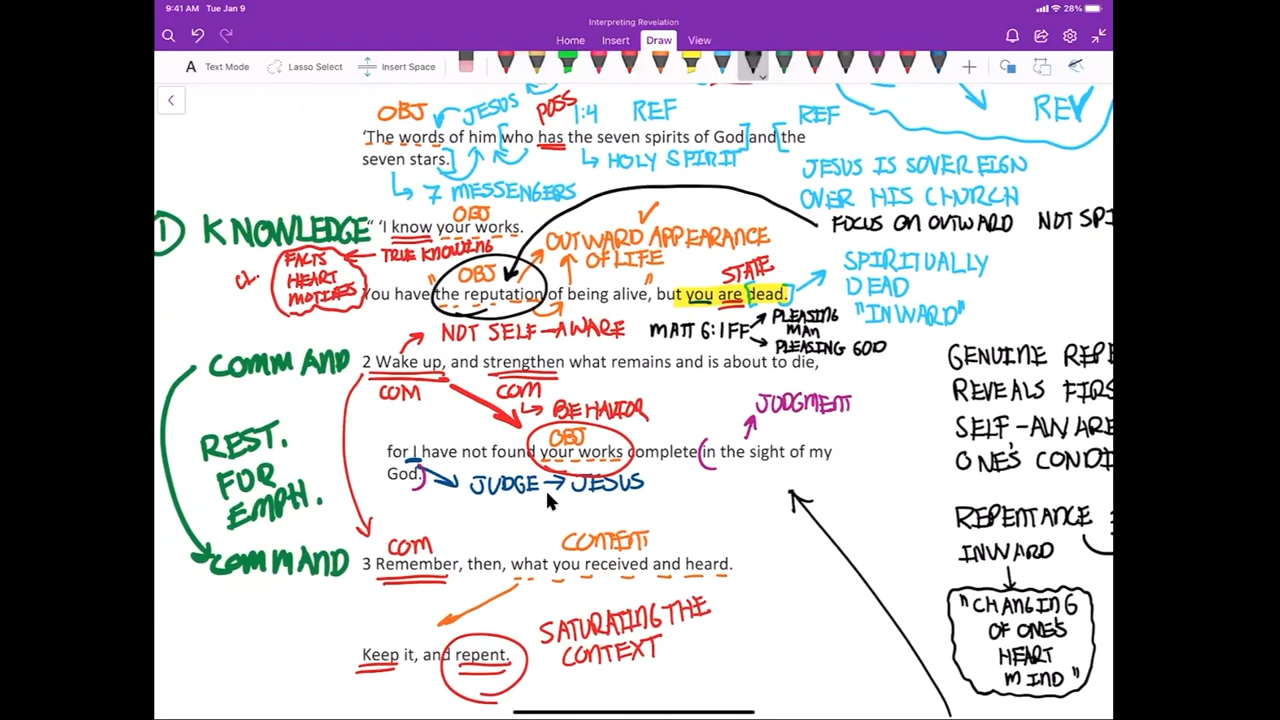 9:41 AM Tue Jan 9
28%
Interpreting Revelation
Home Insert Draw View
Text Mode Lasso Select Insert Space
OBJ JESUS POSS 1:4 REF REF REV
'The words of him who has the seven spirits of God and the
seven stars.
HOLY SPIRIT
7 MESSENGERS
JESUS IS SOVEREIGN
OVER HIS CHURCH
FOCUS ON OUTWARD NOT SPI
1 KNOWLEDGE
OBJ
" 'I know your works.
TRUE KNOWING
FACTS
HEART
MOTIVES
" OUTWARD APPEARANCE
OF LIFE "
OBJ
STATE
You have the reputation of being alive, but you are dead.
SPIRITUALLY
DEAD
"INWARD"
NOT SELF-AWARE
MATT 6:1FF
PLEASING
MAN
PLEASING GOD
COMMAND
2 Wake up, and strengthen what remains and is about to die,
COM COM
BEHAVIOR
JUDGMENT
REST.
FOR
EMPH.
OBJ
for I have not found your works complete in the sight of my
God.
JUDGE → JESUS
GENUINE REPE
REVEALS FIRS
SELF-AWARE
ONE'S CONDI
REPENTANCE
INWARD
"CHANGING
OF ONE'S
HEART
MIND"
COM CONTENT
COMMAND
3 Remember, then, what you received and heard.
SATURATING THE
CONTEXT
Keep it, and repent.